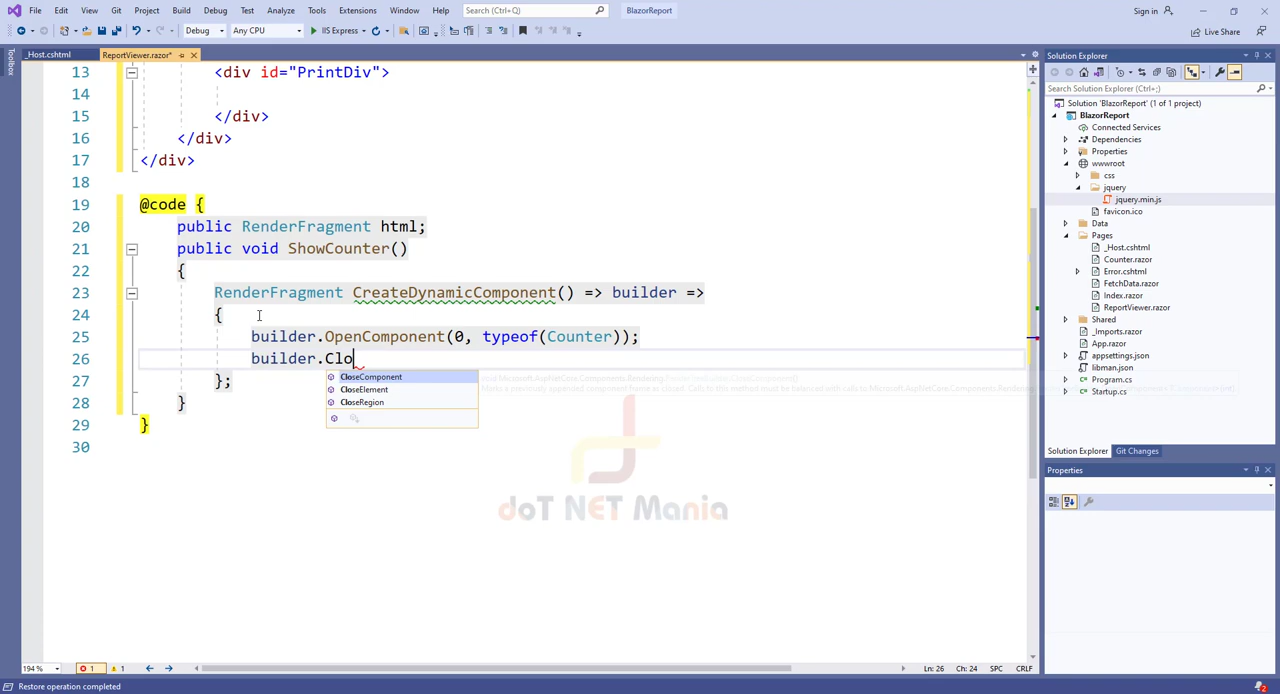 File Edit View Git Project Build Debug Test Analyze Tools Extensions Window Help Search (Ctrl+Q) BlazorReport Sign in
Debug Any CPU IIS Express Live Share
Toolbox
_Host.cshtml ReportViewer.razor*
13 <div id="PrintDiv">
14
15 </div>
16 </div>
17 </div>
18
19 @code {
20 public RenderFragment html;
21 public void ShowCounter()
22 {
23 RenderFragment CreateDynamicComponent() => builder =>
24 {
25 builder.OpenComponent(0, typeof(Counter));
26 builder.Clo
27 };
28 }
29 }
30
CloseComponent
CloseElement
CloseRegion
doT NET Mania
Solution Explorer
Search Solution Explorer (Ctrl+;)
Solution 'BlazorReport' (1 of 1 project)
BlazorReport
Connected Services
Dependencies
Properties
wwwroot
css
jquery
jquery.min.js
favicon.ico
Data
Pages
_Host.cshtml
Counter.razor
Error.cshtml
FetchData.razor
Index.razor
ReportViewer.razor
Shared
_Imports.razor
App.razor
appsettings.json
libman.json
Program.cs
Startup.cs
Solution Explorer Git Changes
Properties
194 % 1 1 Ln: 26 Ch: 24 SPC CRLF
Restore operation completed 2